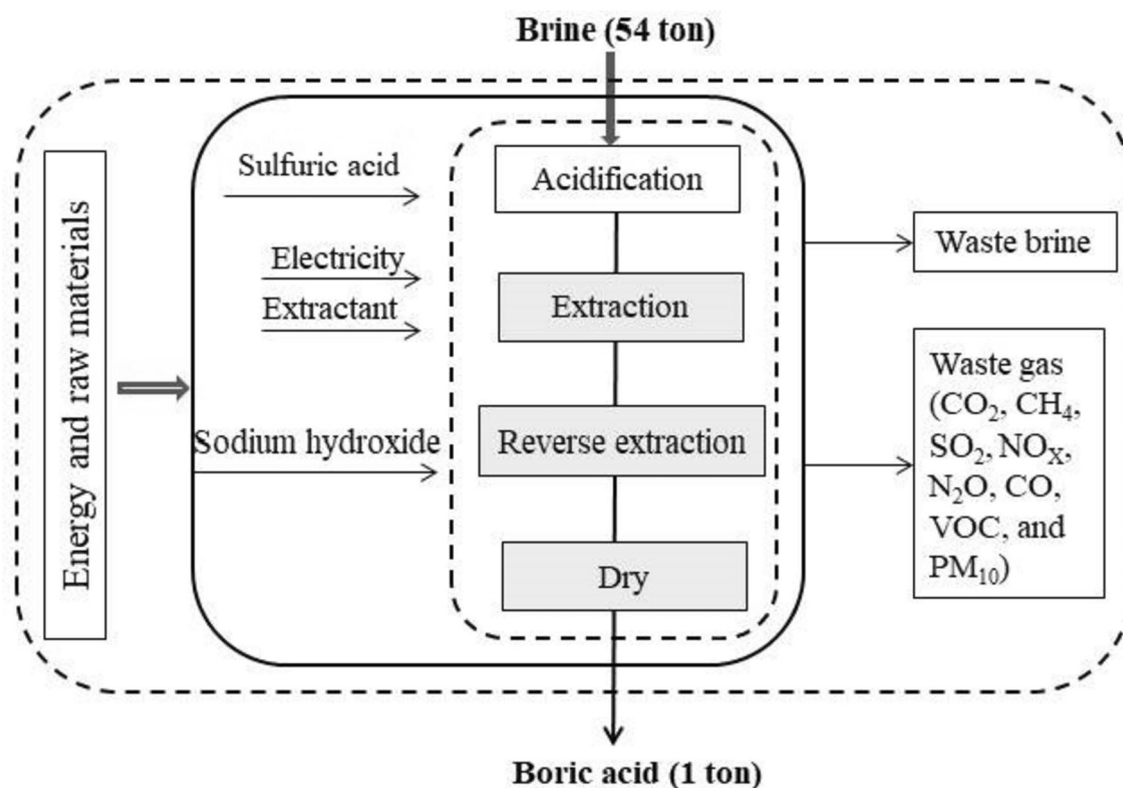 Brine (54 ton)
Energy and raw materials
Sulfuric acid
Electricity
Extractant
Sodium hydroxide
Acidification
Extraction
Reverse extraction
Dry
Waste brine
Waste gas
(CO₂, CH₄,
SO₂, NOₓ,
N₂O, CO,
VOC, and
PM₁₀)
Boric acid (1 ton)